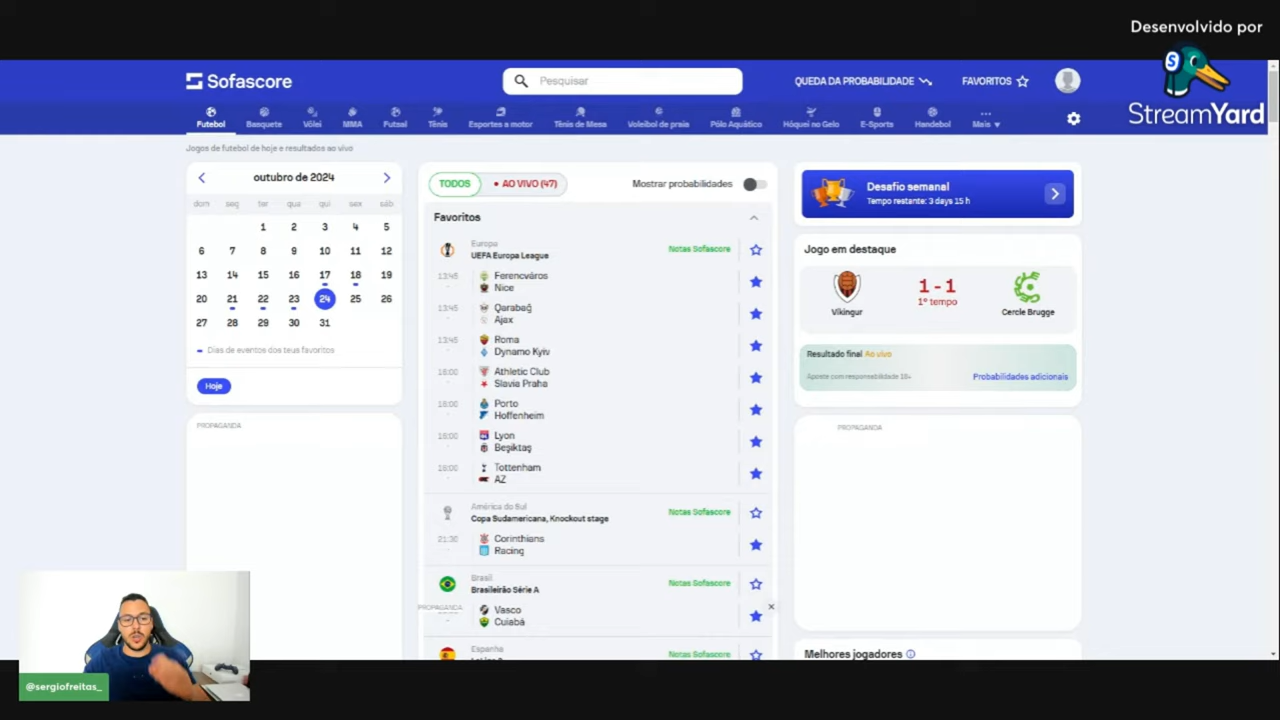 Desenvolvido por
StreamYard
Sofascore
Pesquisar
QUEDA DA PROBABILIDADE
FAVORITOS
Futebol
Basquete
Vôlei
MMA
Futsal
Tênis
Esportes a motor
Tênis de Mesa
Voleibol de praia
Pólo Aquático
Hóquei no Gelo
E-Sports
Handebol
Mais
Jogos de futebol de hoje e resultados ao vivo
outubro de 2024
dom seg ter qua qui sex sáb
1 2 3 4 5
6 7 8 9 10 11 12
13 14 15 16 17 18 19
20 21 22 23 24 25 26
27 28 29 30 31
Dias de eventos dos teus favoritos
Hoje
PROPAGANDA
TODOS
AO VIVO (47)
Mostrar probabilidades
Favoritos
Europa
UEFA Europa League
Notas Sofascore
13:45
Ferencváros
Nice
13:45
Qarabağ
Ajax
13:45
Roma
Dynamo Kyiv
16:00
Athletic Club
Slavia Praha
16:00
Porto
Hoffenheim
16:00
Lyon
Beşiktaş
16:00
Tottenham
AZ
América do Sul
Copa Sudamericana, Knockout stage
Notas Sofascore
21:30
Corinthians
Racing
Brasil
Brasileirão Série A
Notas Sofascore
PROPAGANDA
Vasco
Cuiabá
Espanha
Notas Sofascore
Desafio semanal
Tempo restante: 3 days 15 h
Jogo em destaque
Víkingur
1 - 1
1º tempo
Cercle Brugge
Resultado final Ao vivo
Aposte com responsabilidade 18+
Probabilidades adicionais
PROPAGANDA
Melhores jogadores
@sergiofreitas_